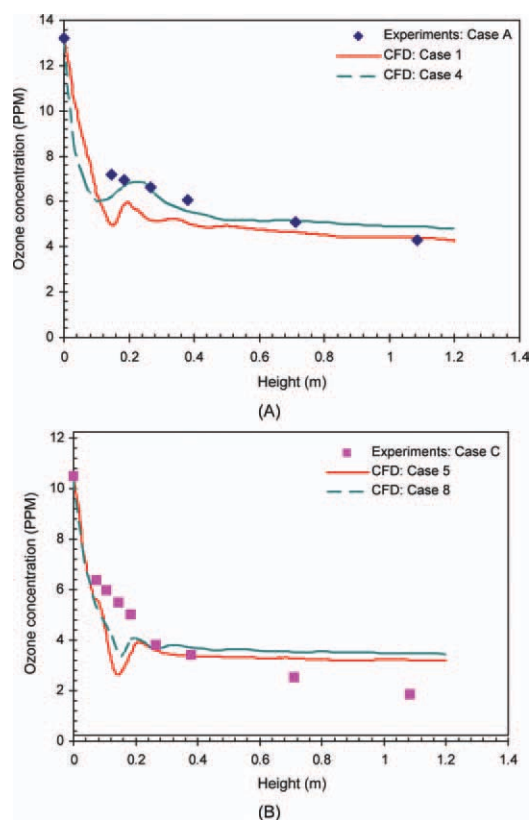 14
12
10
8
6
4
2
0
Ozone concentration (PPM)
Experiments: Case A
CFD: Case 1
CFD: Case 4
0 0.2 0.4 0.6 0.8 1 1.2 1.4
Height (m)
(A)
12
10
8
6
4
2
0
Ozone concentration (PPM)
Experiments: Case C
CFD: Case 5
CFD: Case 8
0 0.2 0.4 0.6 0.8 1 1.2 1.4
Height (m)
(B)